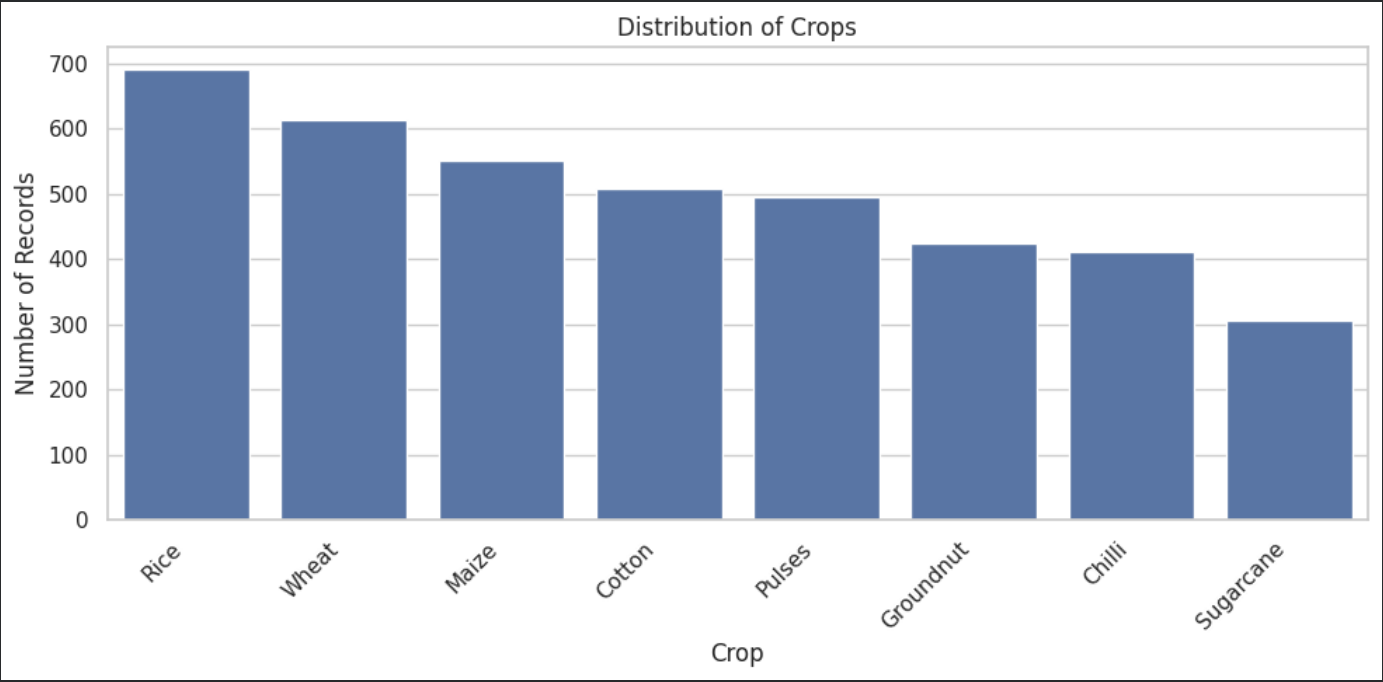 Distribution of Crops
700
600
500
400
300
200
100
0
Number of Records
Rice
Wheat
Maize
Cotton
Pulses
Groundnut
Chilli
Sugarcane
Crop